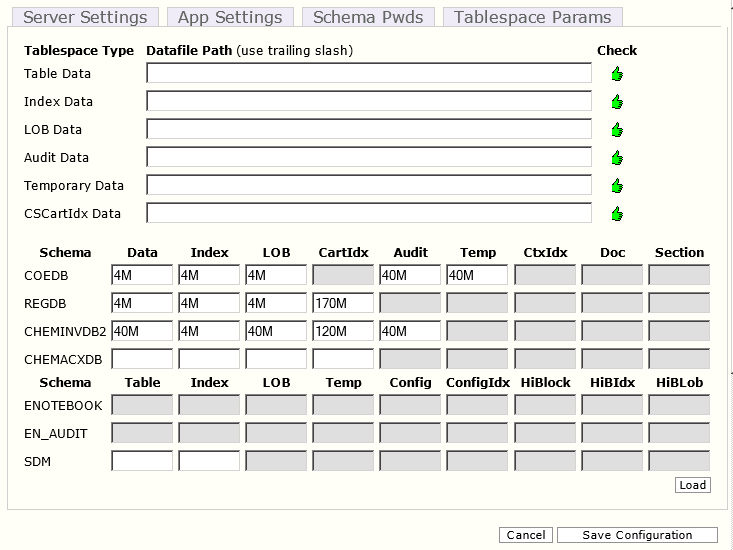 Server Settings App Settings Schema Pwds Tablespace Params
Tablespace Type Datafile Path (use trailing slash) Check
Table Data
Index Data
LOB Data
Audit Data
Temporary Data
CSCartIdx Data
Schema Data Index LOB CartIdx Audit Temp CtxIdx Doc Section
COEDB 4M 4M 4M 40M 40M
REGDB 4M 4M 4M 170M
CHEMINVDB2 40M 4M 40M 120M 40M
CHEMACXDB
Schema Table Index LOB Temp Config ConfigIdx HiBlock HiBIdx HiBLob
ENOTEBOOK
EN_AUDIT
SDM
Load
Cancel Save Configuration